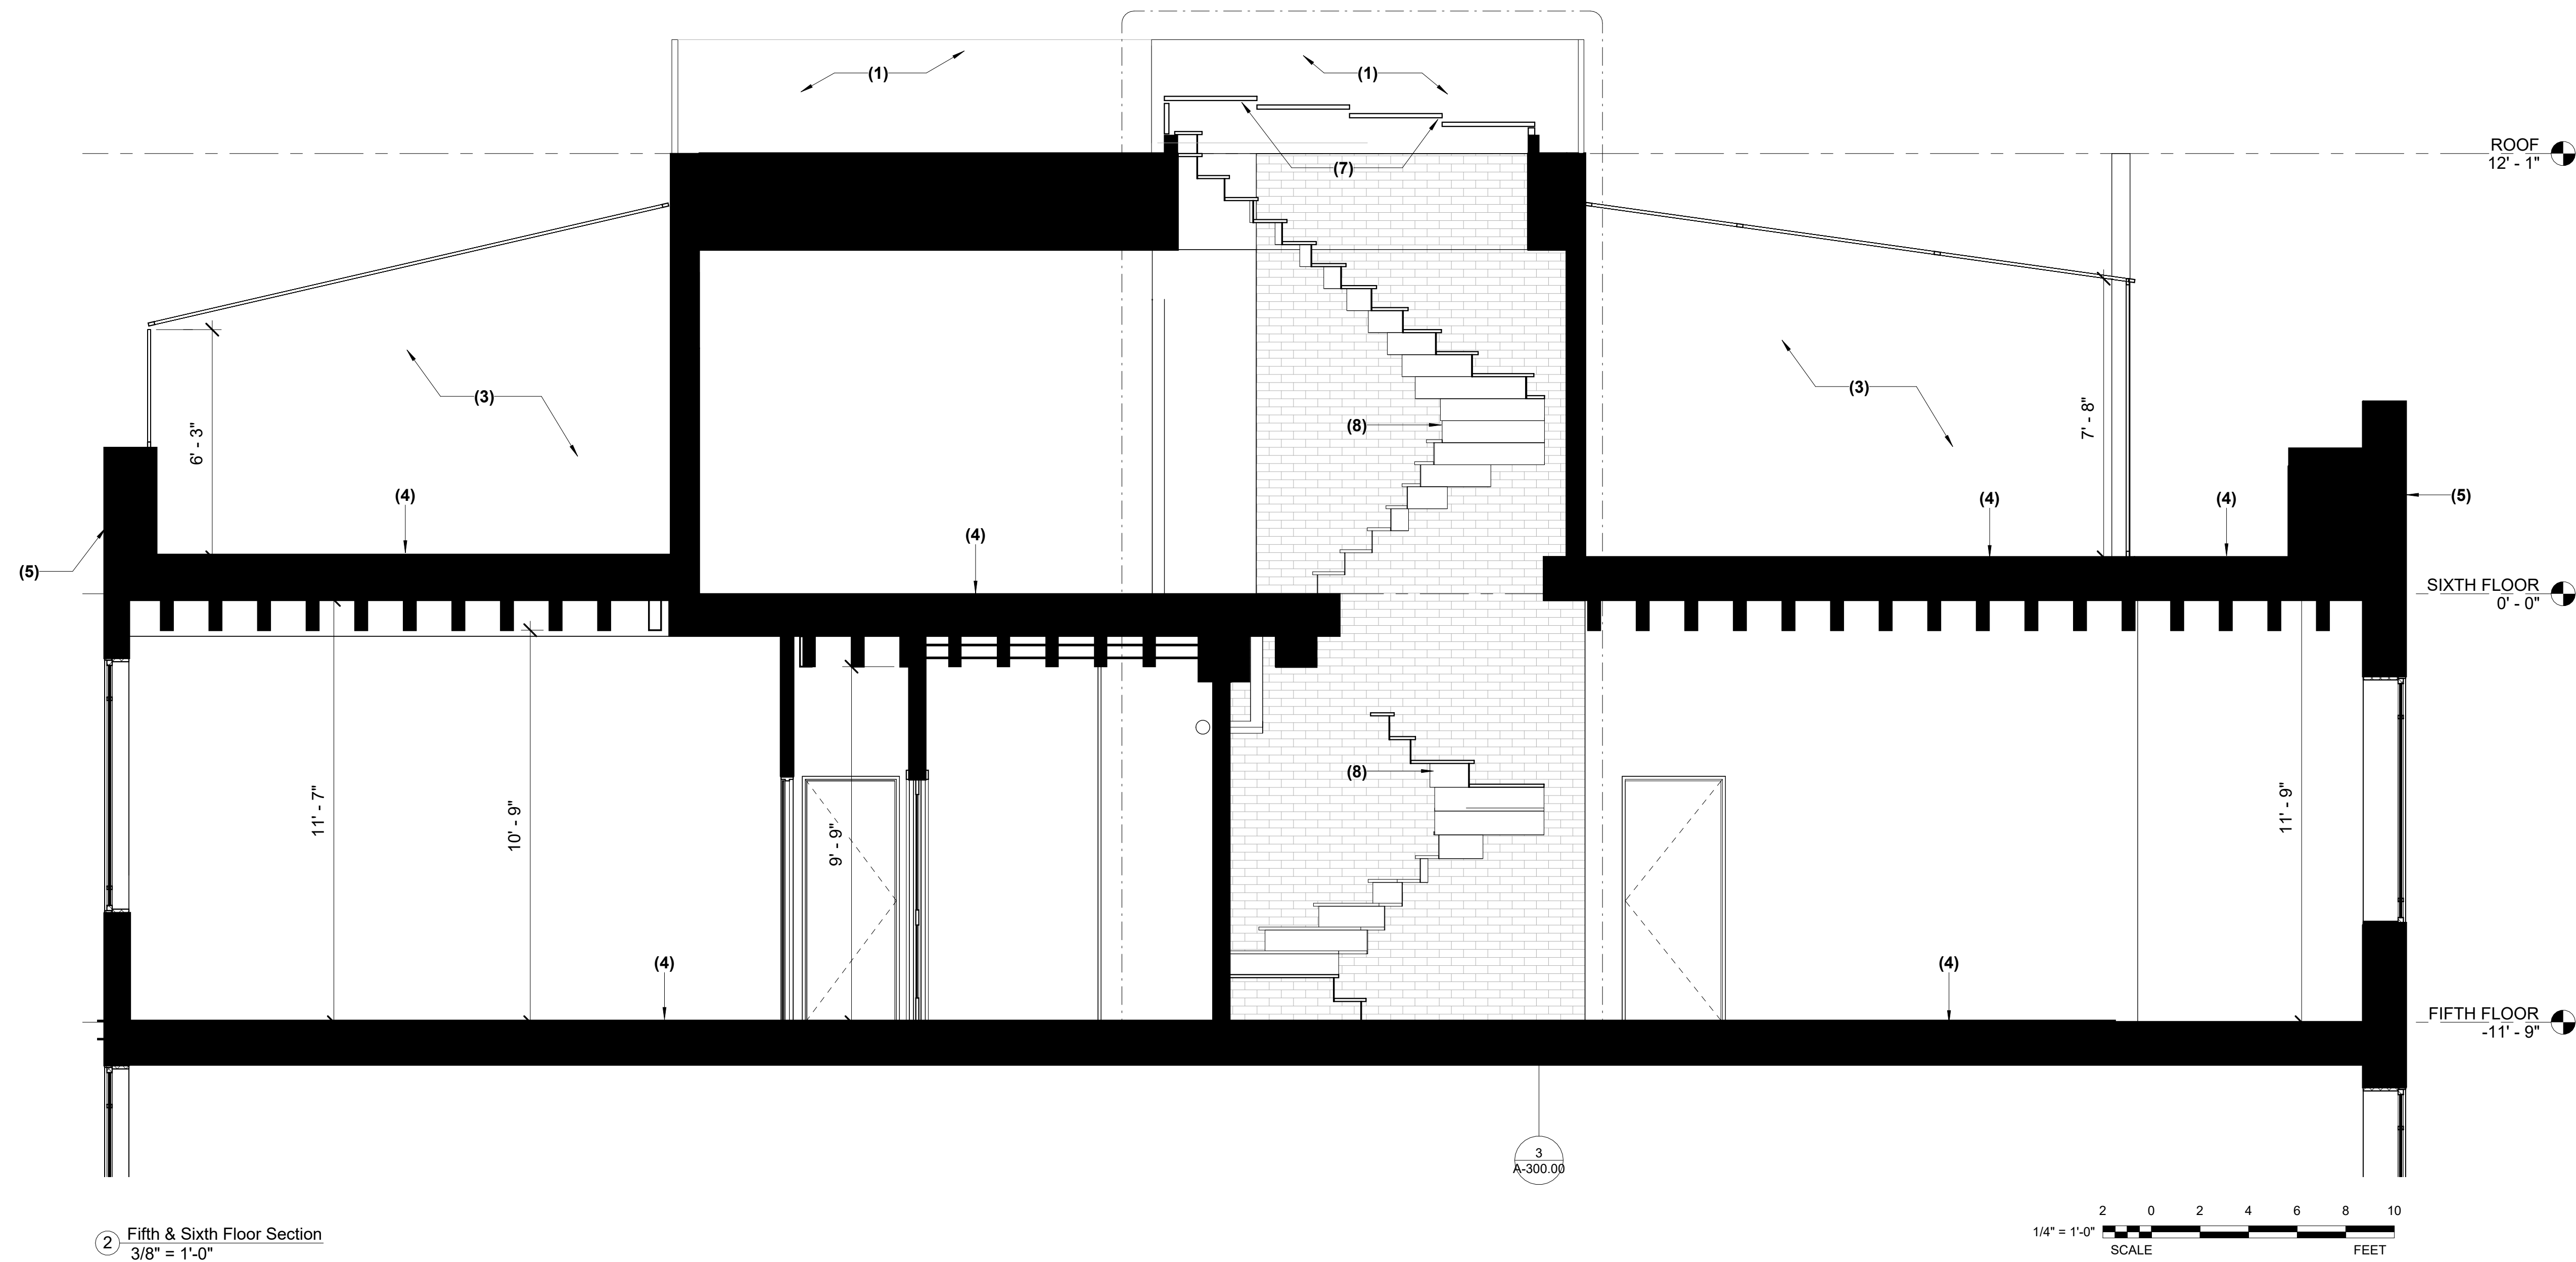 (1)
(1)
ROOF
12' - 1"
(7)
(3)
(3)
6' - 3"
7' - 8"
(8)
(4)
(4)
(4)
(5)
(5)
(4)
SIXTH FLOOR
0' - 0"
(8)
11' - 7"
10' - 9"
9' - 9"
11' - 9"
(4)
(4)
FIFTH FLOOR
-11' - 9"
3
A-300.00
2
Fifth & Sixth Floor Section
3/8" = 1'-0"
2 0 2 4 6 8 10
1/4" = 1'-0"
SCALE FEET